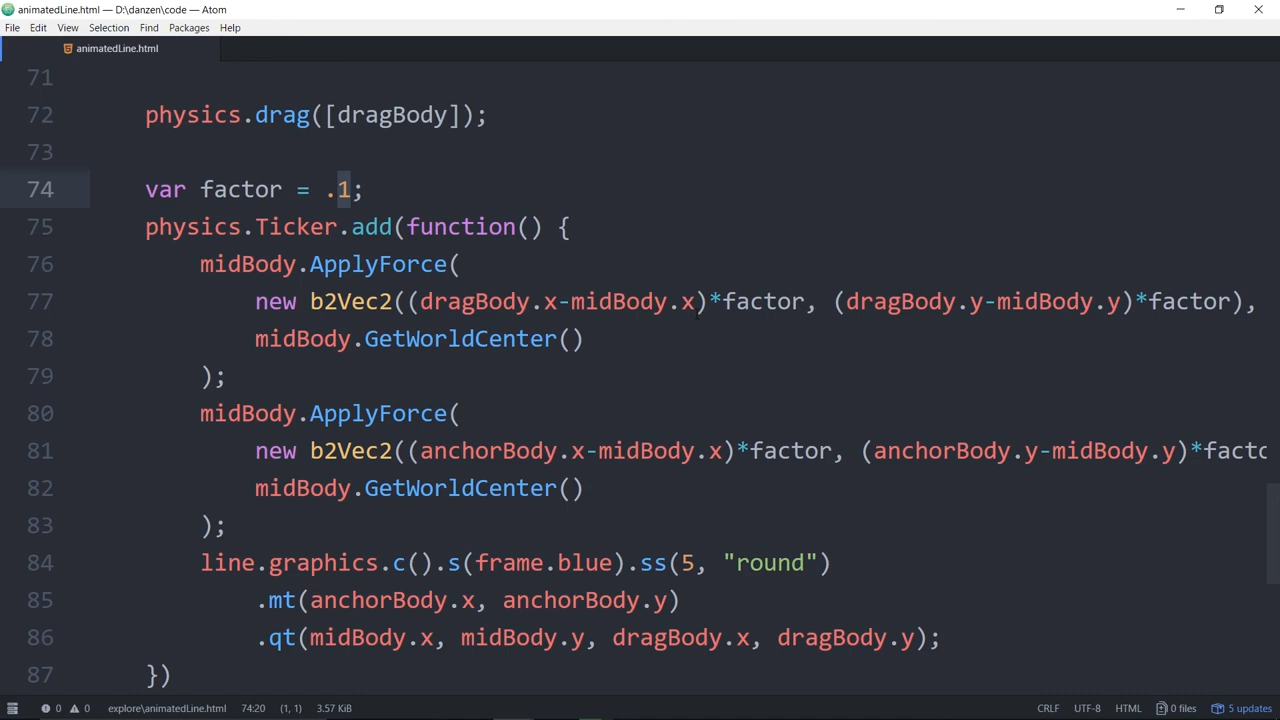 animatedLine.html — D:\danzen\code — Atom
File Edit View Selection Find Packages Help
animatedLine.html
71
72 physics.drag([dragBody]);
73
74 var factor = .1;
75 physics.Ticker.add(function() {
76 midBody.ApplyForce(
77 new b2Vec2((dragBody.x-midBody.x)*factor, (dragBody.y-midBody.y)*factor),
78 midBody.GetWorldCenter()
79 );
80 midBody.ApplyForce(
81 new b2Vec2((anchorBody.x-midBody.x)*factor, (anchorBody.y-midBody.y)*facto
82 midBody.GetWorldCenter()
83 );
84 line.graphics.c().s(frame.blue).ss(5, "round")
85 .mt(anchorBody.x, anchorBody.y)
86 .qt(midBody.x, midBody.y, dragBody.x, dragBody.y);
87 })
0 0 explore\animatedLine.html 74:20 (1, 1) 3.57 KiB CRLF UTF-8 HTML 0 files 5 updates